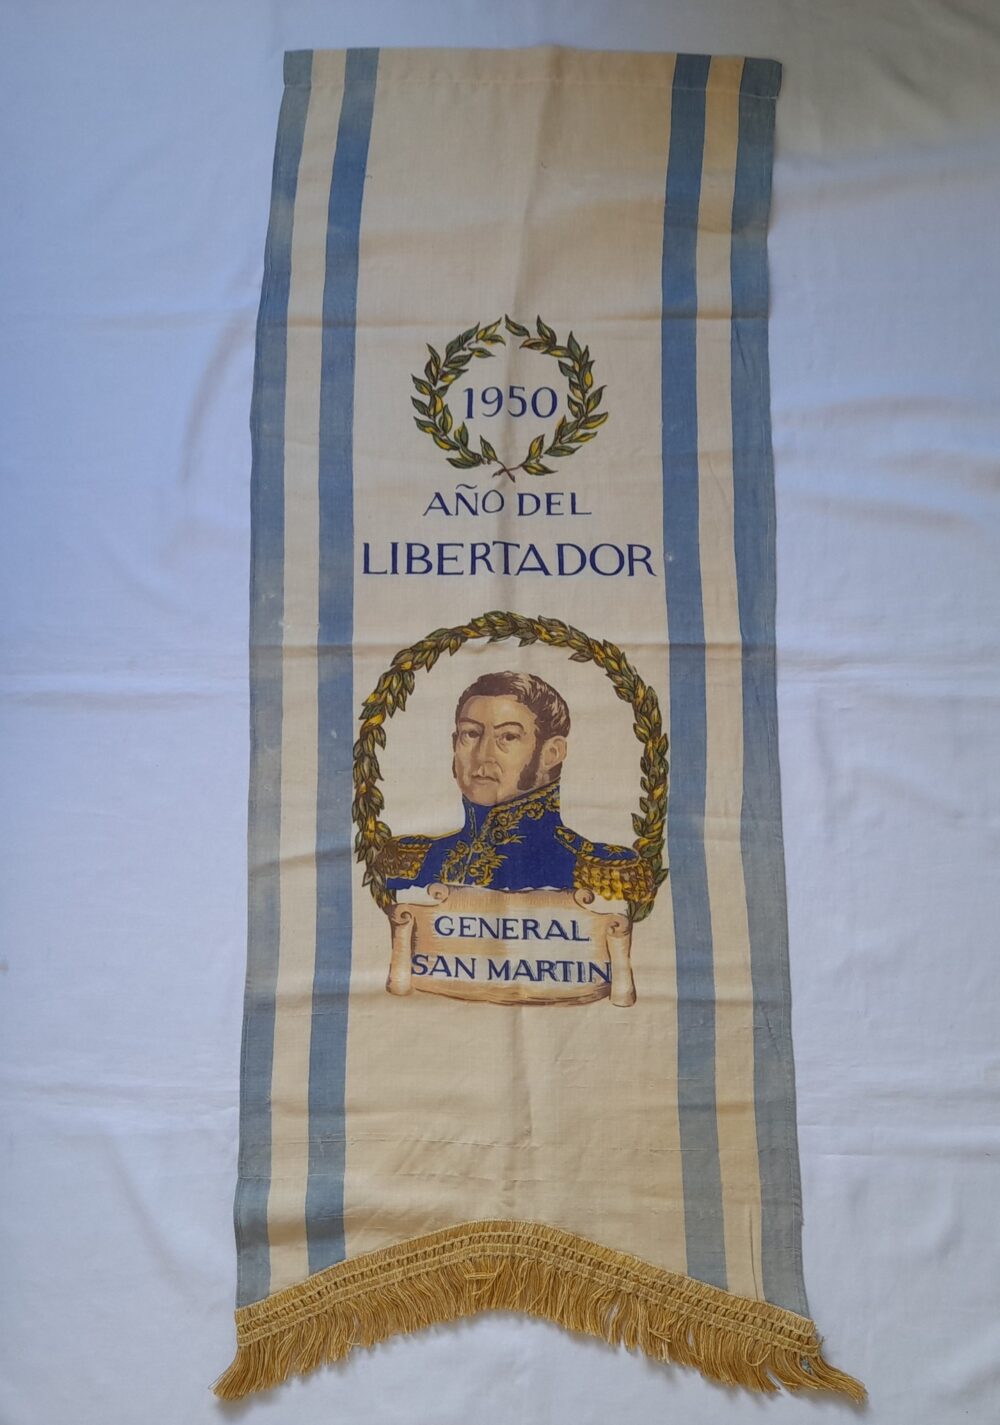 1950
AÑO DEL
LIBERTADOR
GENERAL
SAN MARTIN